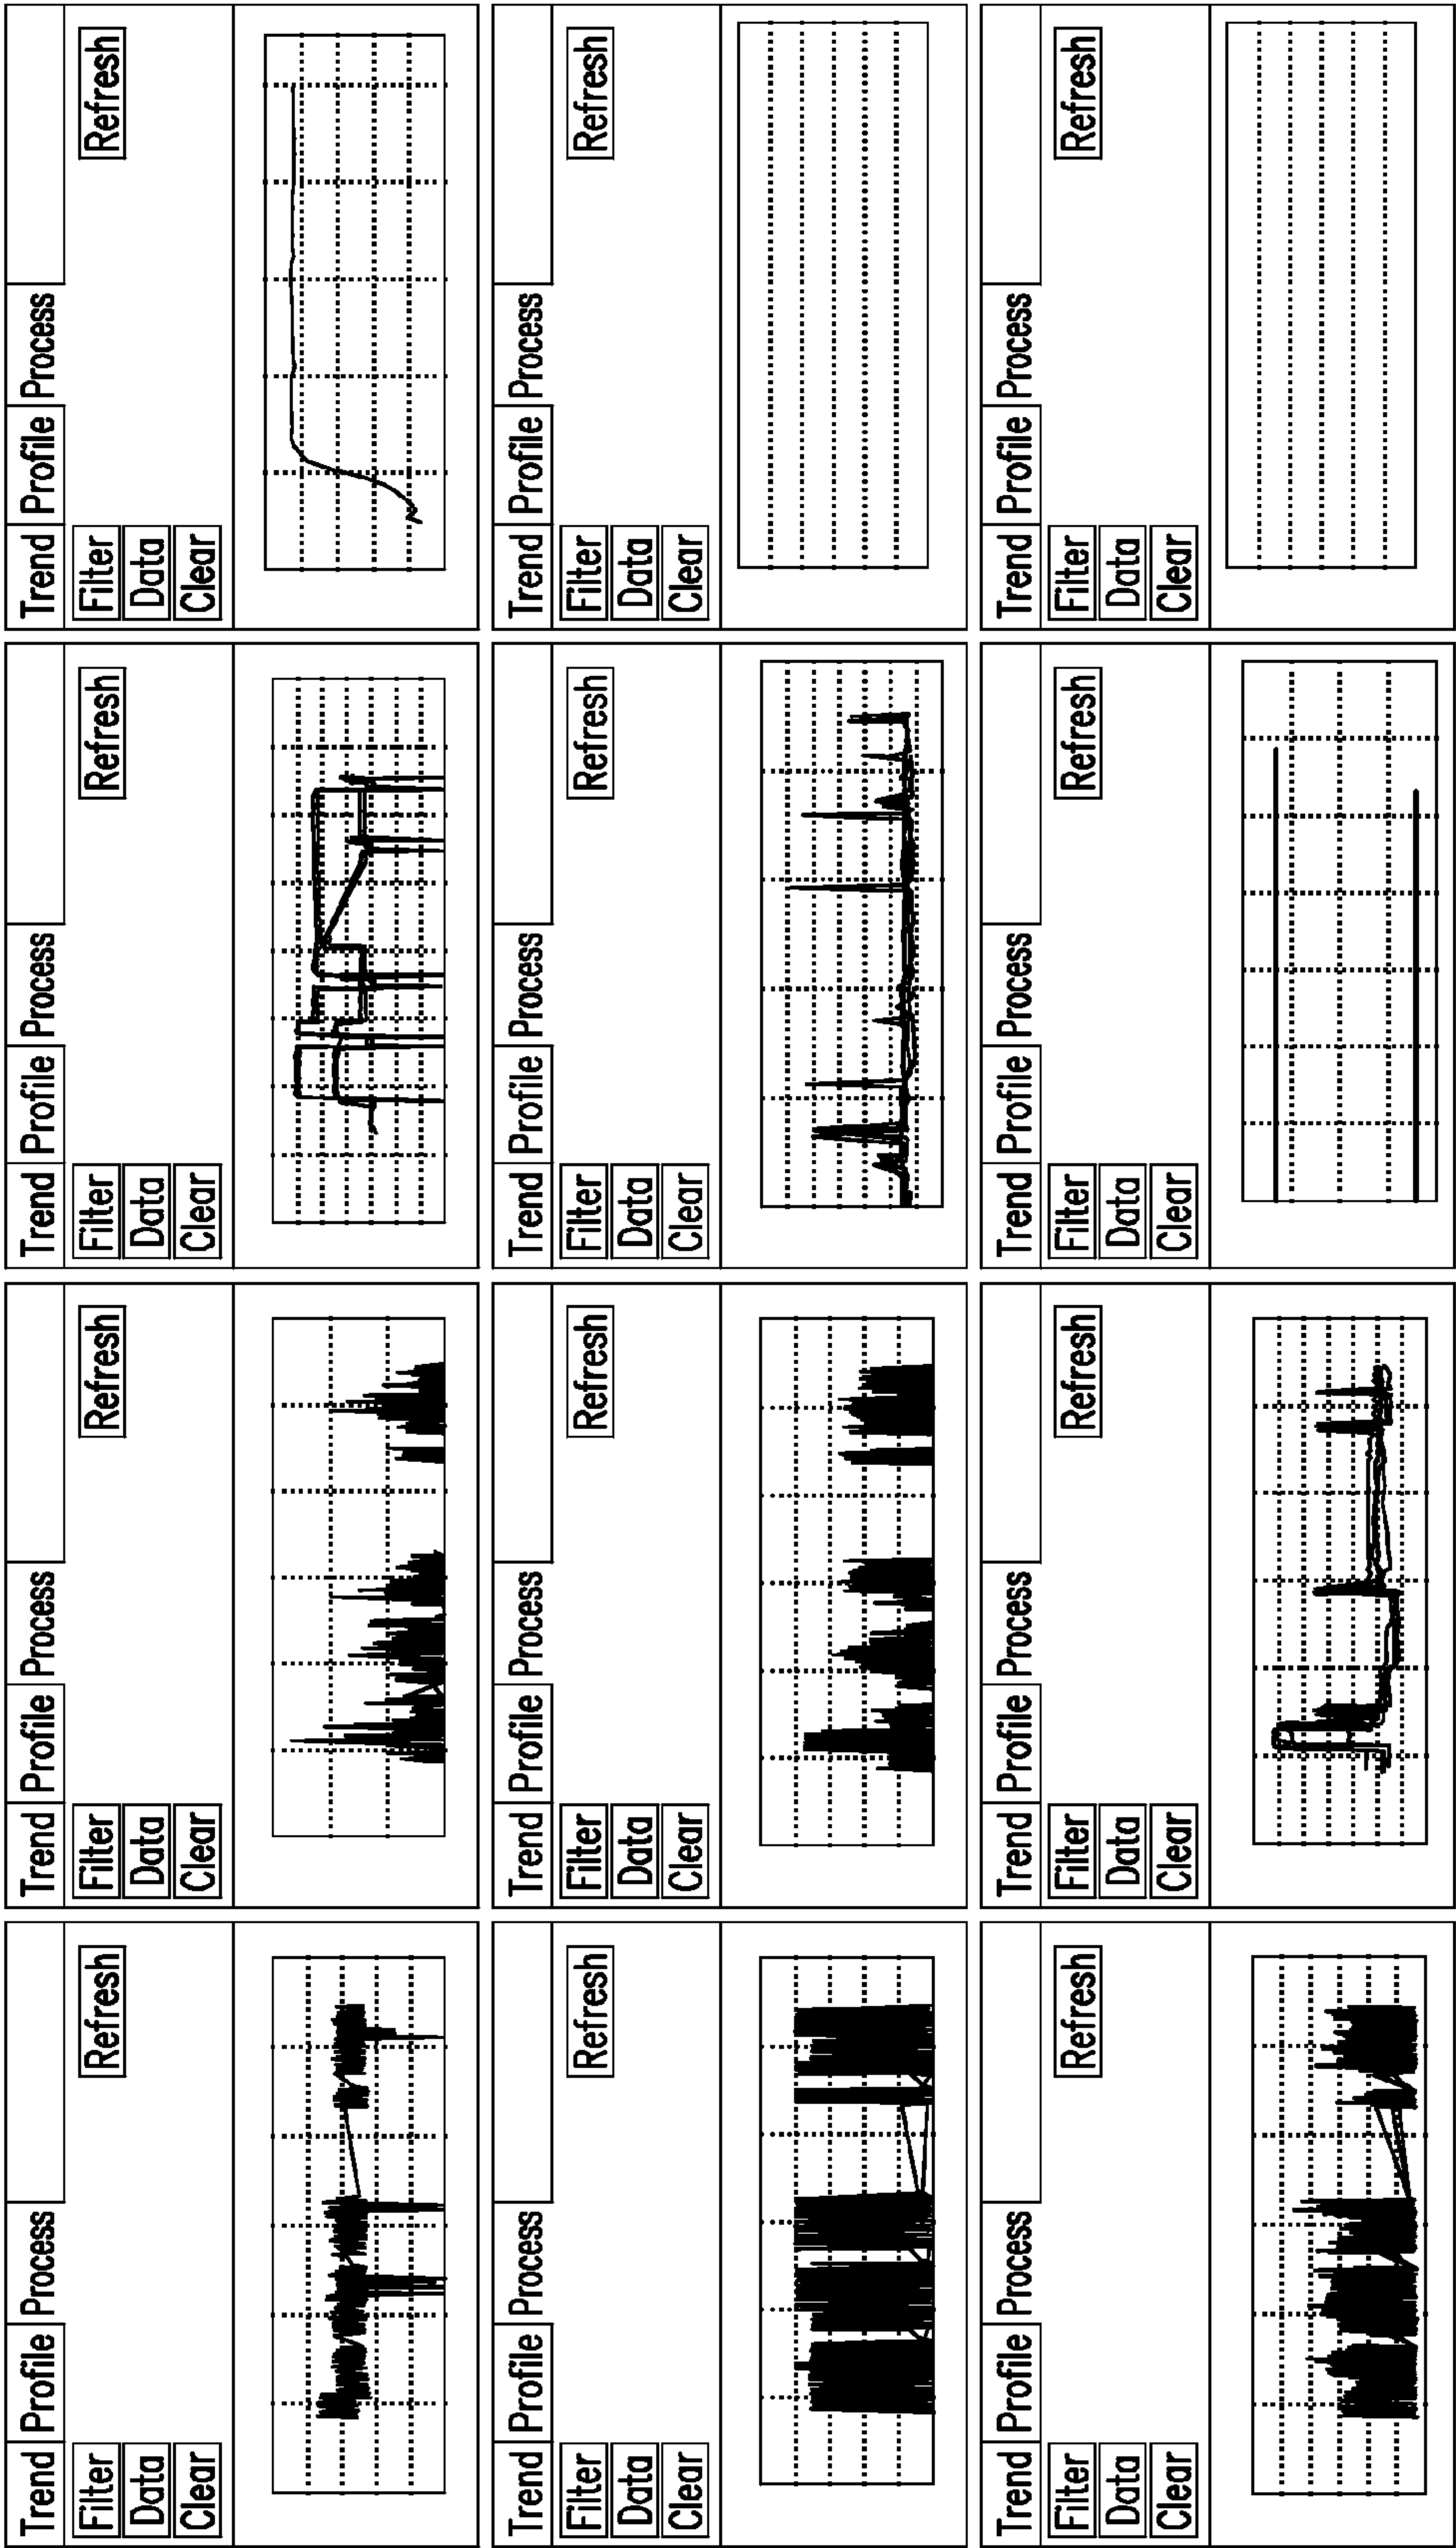 Trend Profile Process
Filter Refresh
Data
Clear
Trend Profile Process
Filter Refresh
Data
Clear
Trend Profile Process
Filter Refresh
Data
Clear
Trend Profile Process
Filter Refresh
Data
Clear
Trend Profile Process
Filter Refresh
Data
Clear
Trend Profile Process
Filter Refresh
Data
Clear
Trend Profile Process
Filter Refresh
Data
Clear
Trend Profile Process
Filter Refresh
Data
Clear
Trend Profile Process
Filter Refresh
Data
Clear
Trend Profile Process
Filter Refresh
Data
Clear
Trend Profile Process
Filter Refresh
Data
Clear
Trend Profile Process
Filter Refresh
Data
Clear